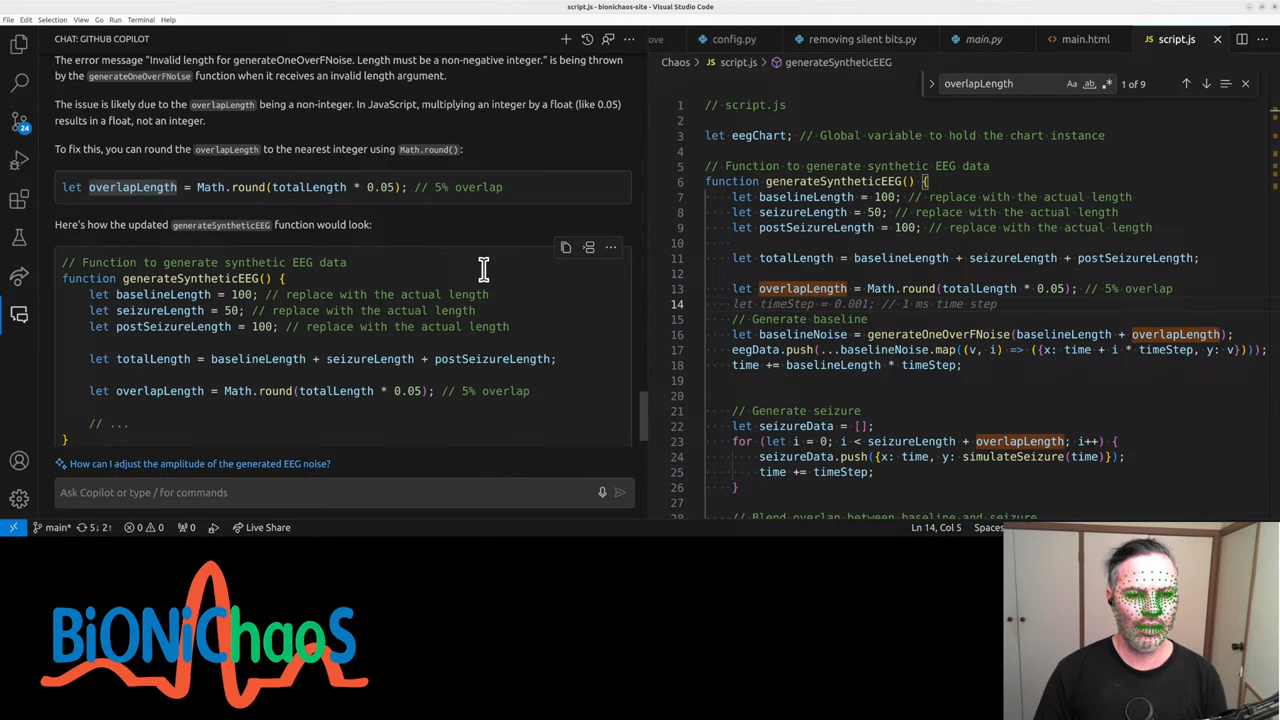 script.js - bionichaos-site - Visual Studio Code
File Edit Selection View Go Run Terminal Help
CHAT: GITHUB COPILOT
The error message "Invalid length for generateOneOverFNoise. Length must be a non-negative integer." is being thrown
by the generateOneOverFNoise function when it receives an invalid length argument.
The issue is likely due to the overlapLength being a non-integer. In JavaScript, multiplying an integer by a float (like 0.05)
results in a float, not an integer.
To fix this, you can round the overlapLength to the nearest integer using Math.round():
let overlapLength = Math.round(totalLength * 0.05); // 5% overlap
Here's how the updated generateSyntheticEEG function would look:
// Function to generate synthetic EEG data
function generateSyntheticEEG() {
let baselineLength = 100; // replace with the actual length
let seizureLength = 50; // replace with the actual length
let postSeizureLength = 100; // replace with the actual length
let totalLength = baselineLength + seizureLength + postSeizureLength;
let overlapLength = Math.round(totalLength * 0.05); // 5% overlap
// ...
}
How can I adjust the amplitude of the generated EEG noise?
Ask Copilot or type / for commands
24
ove config.py removing silent bits.py main.py main.html script.js
Chaos > script.js > generateSyntheticEEG
overlapLength Aa ab 1 of 9
1 // script.js
2
3 let eegChart; // Global variable to hold the chart instance
4
5 // Function to generate synthetic EEG data
6 function generateSyntheticEEG() {
7 let baselineLength = 100; // replace with the actual length
8 let seizureLength = 50; // replace with the actual length
9 let postSeizureLength = 100; // replace with the actual length
10
11 let totalLength = baselineLength + seizureLength + postSeizureLength;
12
13 let overlapLength = Math.round(totalLength * 0.05); // 5% overlap
14 let timeStep = 0.001; // 1 ms time step
15 // Generate baseline
16 let baselineNoise = generateOneOverFNoise(baselineLength + overlapLength);
17 eegData.push(...baselineNoise.map((v, i) => ({x: time + i * timeStep, y: v})));
18 time += baselineLength * timeStep;
19
20
21 // Generate seizure
22 let seizureData = [];
23 for (let i = 0; i < seizureLength + overlapLength; i++) {
24 seizureData.push({x: time, y: simulateSeizure(time)});
25 time += timeStep;
26 }
27
28 // Blend overlap between baseline and seizure
main* 5↓ 2↑ 0 0 0 Live Share
Ln 14, Col 5 Spaces
BiONiChaoS